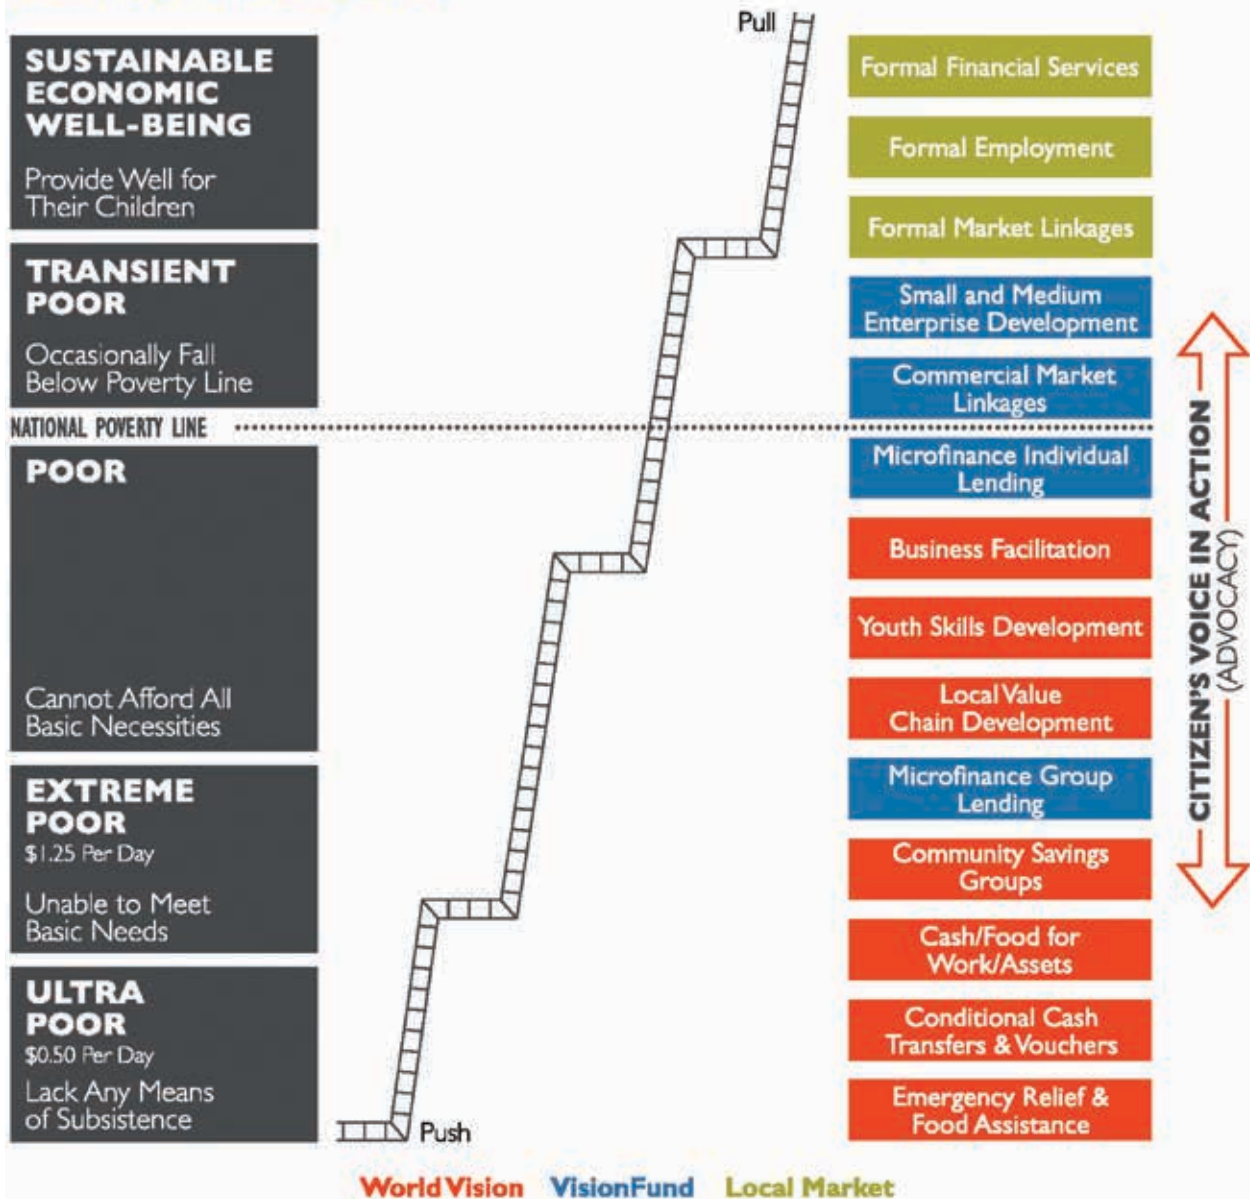 Pull
SUSTAINABLE
ECONOMIC
WELL-BEING
Provide Well for
Their Children
TRANSIENT
POOR
Occasionally Fall
Below Poverty Line
NATIONAL POVERTY LINE
POOR
Cannot Afford All
Basic Necessities
EXTREME
POOR
$1.25 Per Day
Unable to Meet
Basic Needs
ULTRA
POOR
$0.50 Per Day
Lack Any Means
of Subsistence
Push
Formal Financial Services
Formal Employment
Formal Market Linkages
Small and Medium
Enterprise Development
Commercial Market
Linkages
Microfinance Individual
Lending
Business Facilitation
Youth Skills Development
Local Value
Chain Development
Microfinance Group
Lending
Community Savings
Groups
Cash/Food for
Work/Assets
Conditional Cash
Transfers & Vouchers
Emergency Relief &
Food Assistance
CITIZEN'S VOICE IN ACTION
(ADVOCACY)
World Vision VisionFund Local Market